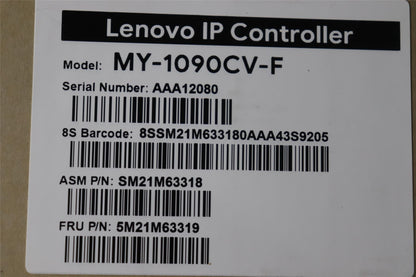 Lenovo IP Controller
Model: MY-1090CV-F
Serial Number: AAA12080
8S Barcode: 8SSM21M633180AAA43S9205
ASM P/N: SM21M63318
FRU P/N: 5M21M63319